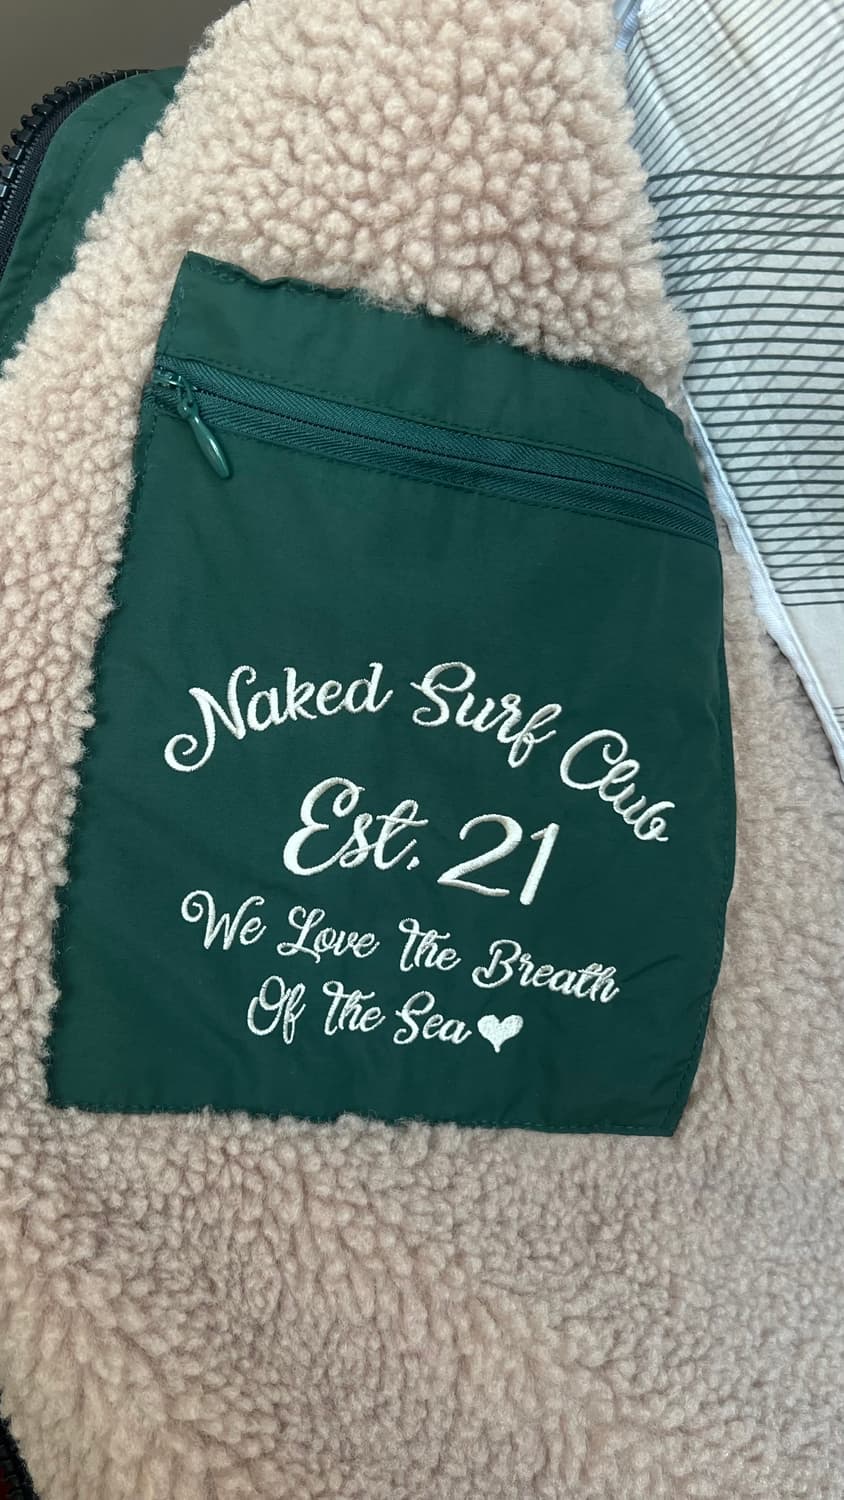 Naked Surf Club
Est. 21
We Love The Breath
Of The Sea